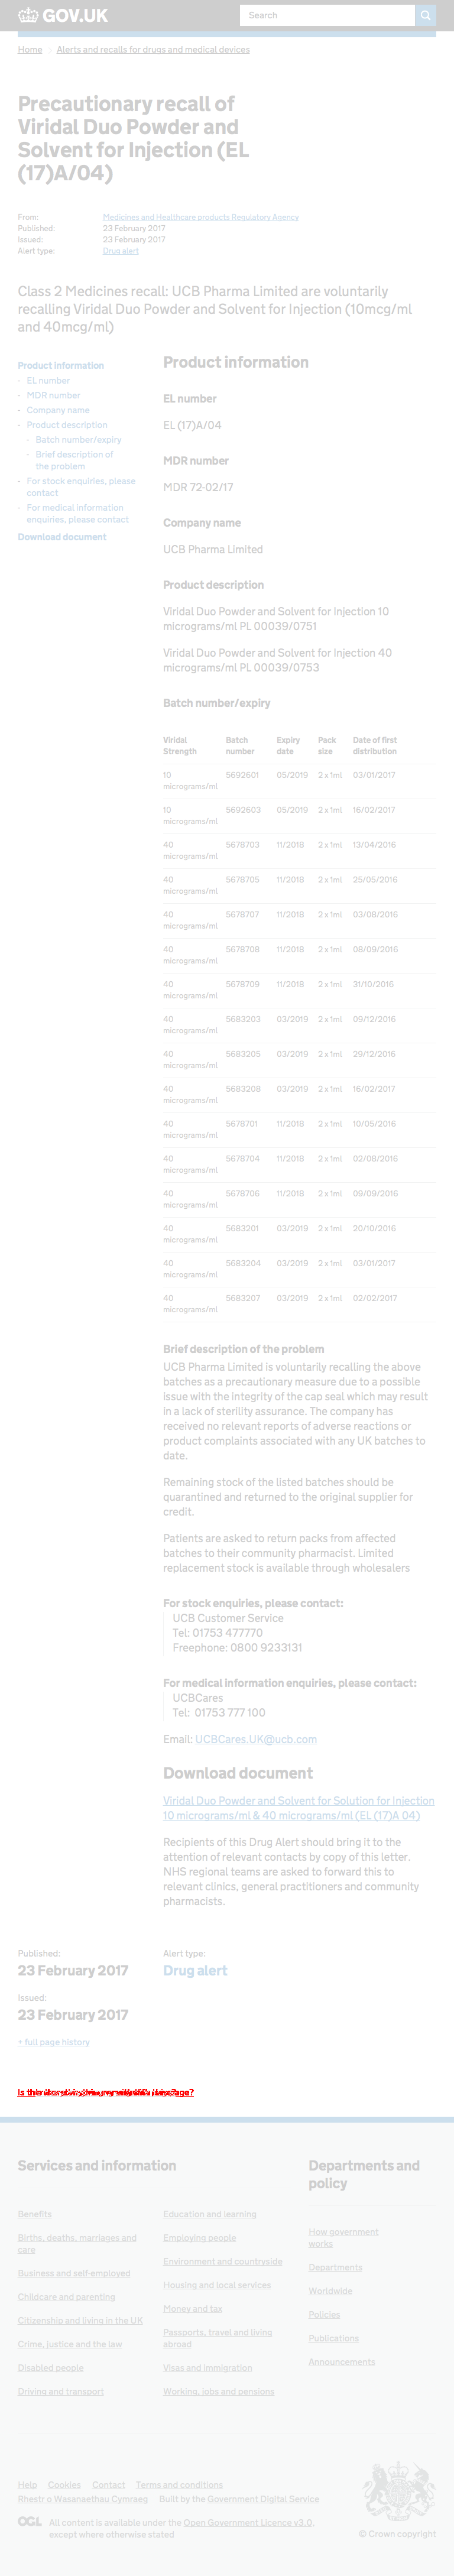 GOV.UK
Search
Home
Alerts and recalls for drugs and medical devices
Precautionary recall of
Viridal Duo Powder and
Solvent for Injection (EL
(17)A/04)
From: Medicines and Healthcare products Regulatory Agency
Published: 23 February 2017
Issued: 23 February 2017
Alert type: Drug alert
Class 2 Medicines recall: UCB Pharma Limited are voluntarily
recalling Viridal Duo Powder and Solvent for Injection (10mcg/ml
and 40mcg/ml)
Product information
EL number
MDR number
Company name
Product description
Batch number/expiry
Brief description of
the problem
For stock enquiries, please
contact
For medical information
enquiries, please contact
Download document
Product information
EL number
EL (17)A/04
MDR number
MDR 72-02/17
Company name
UCB Pharma Limited
Product description
Viridal Duo Powder and Solvent for Injection 10
micrograms/ml PL 00039/0751
Viridal Duo Powder and Solvent for Injection 40
micrograms/ml PL 00039/0753
Batch number/expiry
Viridal Batch Expiry Pack Date of first
Strength number date size distribution
10 5692601 05/2019 2 x 1ml 03/01/2017
micrograms/ml
10 5692603 05/2019 2 x 1ml 16/02/2017
micrograms/ml
40 5678703 11/2018 2 x 1ml 13/04/2016
micrograms/ml
40 5678705 11/2018 2 x 1ml 25/05/2016
micrograms/ml
40 5678707 11/2018 2 x 1ml 03/08/2016
micrograms/ml
40 5678708 11/2018 2 x 1ml 08/09/2016
micrograms/ml
40 5678709 11/2018 2 x 1ml 31/10/2016
micrograms/ml
40 5683203 03/2019 2 x 1ml 09/12/2016
micrograms/ml
40 5683205 03/2019 2 x 1ml 29/12/2016
micrograms/ml
40 5683208 03/2019 2 x 1ml 16/02/2017
micrograms/ml
40 5678701 11/2018 2 x 1ml 10/05/2016
micrograms/ml
40 5678704 11/2018 2 x 1ml 02/08/2016
micrograms/ml
40 5678706 11/2018 2 x 1ml 09/09/2016
micrograms/ml
40 5683201 03/2019 2 x 1ml 20/10/2016
micrograms/ml
40 5683204 03/2019 2 x 1ml 03/01/2017
micrograms/ml
40 5683207 03/2019 2 x 1ml 02/02/2017
micrograms/ml
Brief description of the problem
UCB Pharma Limited is voluntarily recalling the above
batches as a precautionary measure due to a possible
issue with the integrity of the cap seal which may result
in a lack of sterility assurance. The company has
received no relevant reports of adverse reactions or
product complaints associated with any UK batches to
date.
Remaining stock of the listed batches should be
quarantined and returned to the original supplier for
credit.
Patients are asked to return packs from affected
batches to their community pharmacist. Limited
replacement stock is available through wholesalers
For stock enquiries, please contact:
UCB Customer Service
Tel: 01753 477770
Freephone: 0800 9233131
For medical information enquiries, please contact:
UCBCares
Tel: 01753 777 100
Email: UCBCares.UK@ucb.com
Download document
Viridal Duo Powder and Solvent for Solution for Injection
10 micrograms/ml & 40 micrograms/ml (EL (17)A 04)
Recipients of this Drug Alert should bring it to the
attention of relevant contacts by copy of this letter.
NHS regional teams are asked to forward this to
relevant clinics, general practitioners and community
pharmacists.
Published: Alert type:
23 February 2017 Drug alert
Issued:
23 February 2017
+ full page history
Services and information
Benefits
Births, deaths, marriages and
care
Business and self-employed
Childcare and parenting
Citizenship and living in the UK
Crime, justice and the law
Disabled people
Driving and transport
Education and learning
Employing people
Environment and countryside
Housing and local services
Money and tax
Passports, travel and living
abroad
Visas and immigration
Working, jobs and pensions
Departments and
policy
How government
works
Departments
Worldwide
Policies
Publications
Announcements
Help Cookies Contact Terms and conditions
Rhestr o Wasanaethau Cymraeg Built by the Government Digital Service
OGL All content is available under the Open Government Licence v3.0,
except where otherwise stated
© Crown copyright